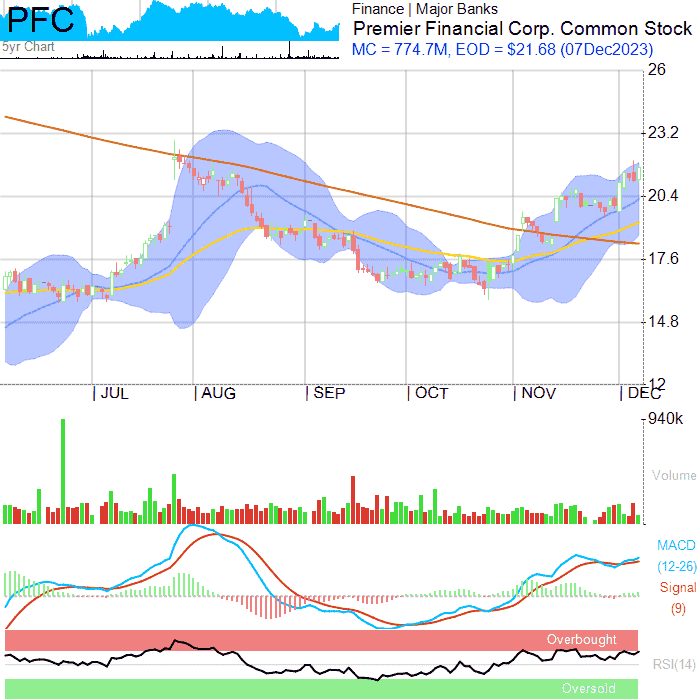 PFC
5yr Chart
Finance | Major Banks
Premier Financial Corp. Common Stock
MC = 774.7M, EOD = $21.68 (07Dec2023)
26
23.2
20.4
17.6
14.8
12
JUL AUG SEP OCT NOV DEC
940k
Volume
MACD
(12-26)
Signal
(9)
Overbought
RSI(14)
Oversold